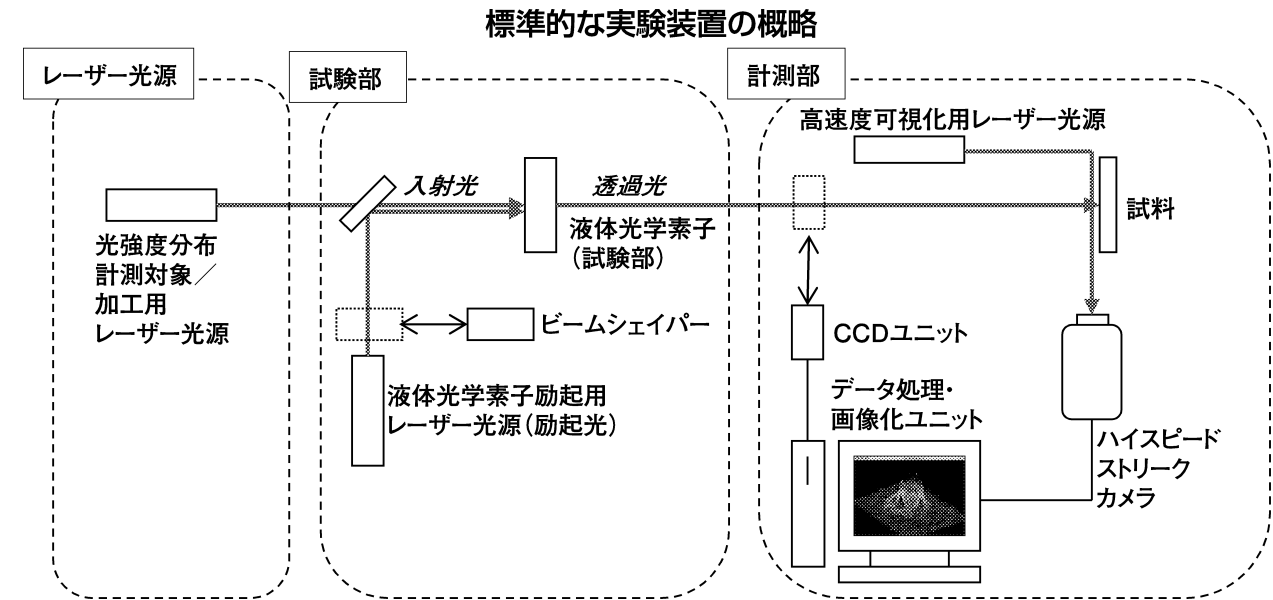 標準的な実験装置の概略
レーザー光源
試験部
計測部
高速度可視化用レーザー光源
入射光
透過光
試料
光強度分布
計測対象／
加工用
レーザー光源
液体光学素子
（試験部）
ビームシェイパー
CCDユニット
液体光学素子励起用
レーザー光源（励起光）
データ処理・
画像化ユニット
ハイスピード
ストリーク
カメラ